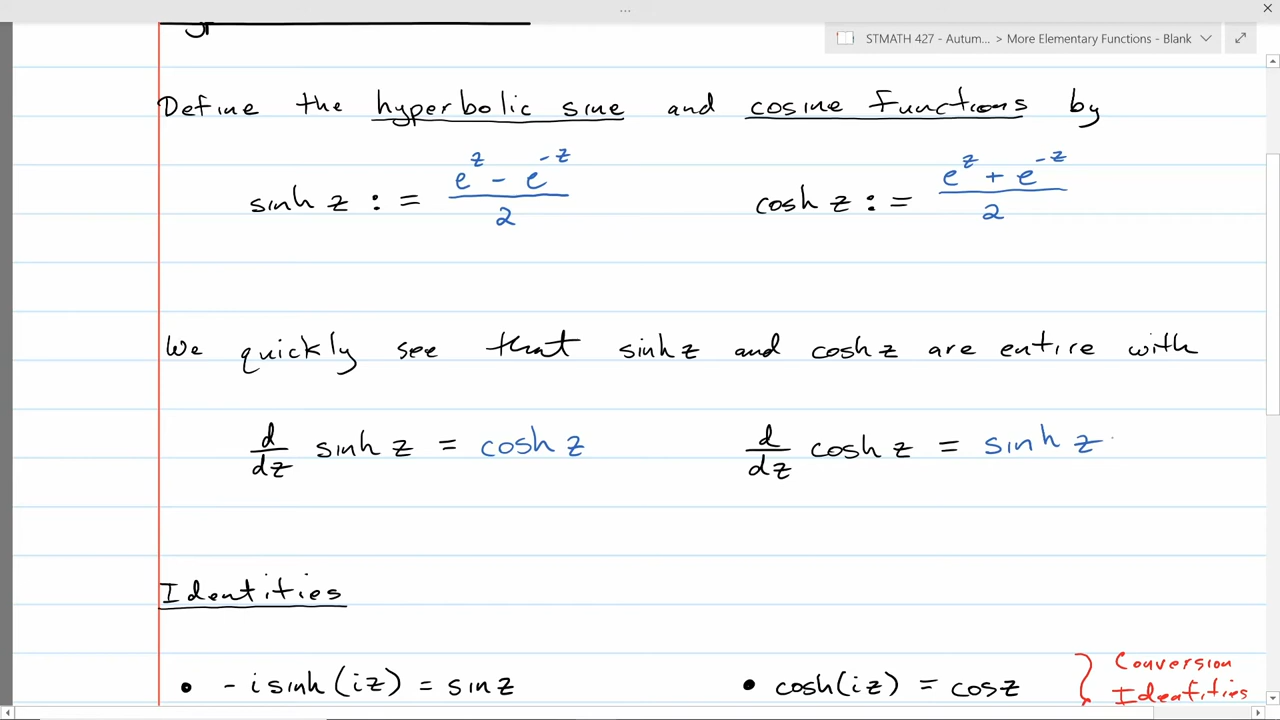 STMATH 427 - Autum... > More Elementary Functions - Blank
Define the hyperbolic sine and cosine functions by
sinh z := (e^z - e^-z)/2 cosh z := (e^z + e^-z)/2
We quickly see that sinh z and cosh z are entire with
d/dz sinh z = cosh z d/dz cosh z = sinh z
Identities
• -i sinh(iz) = sin z • cosh(iz) = cos z } Conversion
Identities